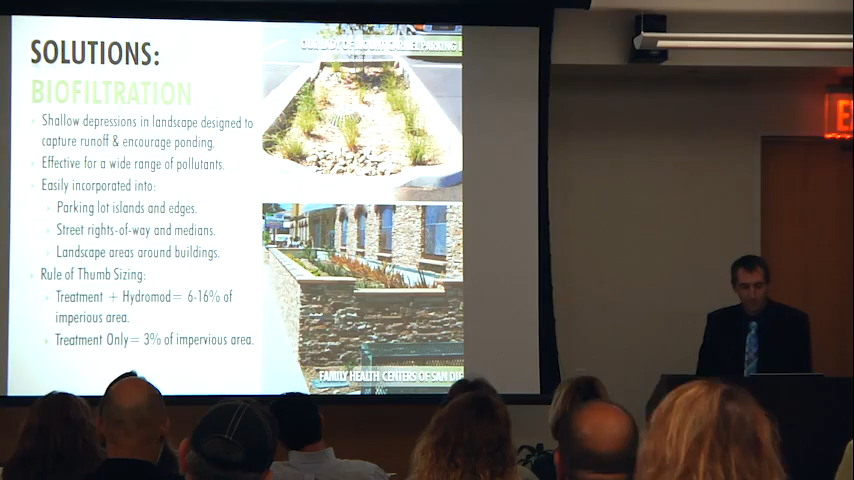 SOLUTIONS:
BIOFILTRATION
Shallow depressions in landscape designed to
capture runoff & encourage ponding.
Effective for a wide range of pollutants.
Easily incorporated into:
Parking lot islands and edges.
Street rights-of-way and medians.
Landscape areas around buildings.
Rule of Thumb Sizing:
Treatment + Hydromod = 6-16% of
imperious area.
Treatment Only = 3% of impervious area.
PARKING
FAMILY HEALTH CENTERS OF SAN DIE
E